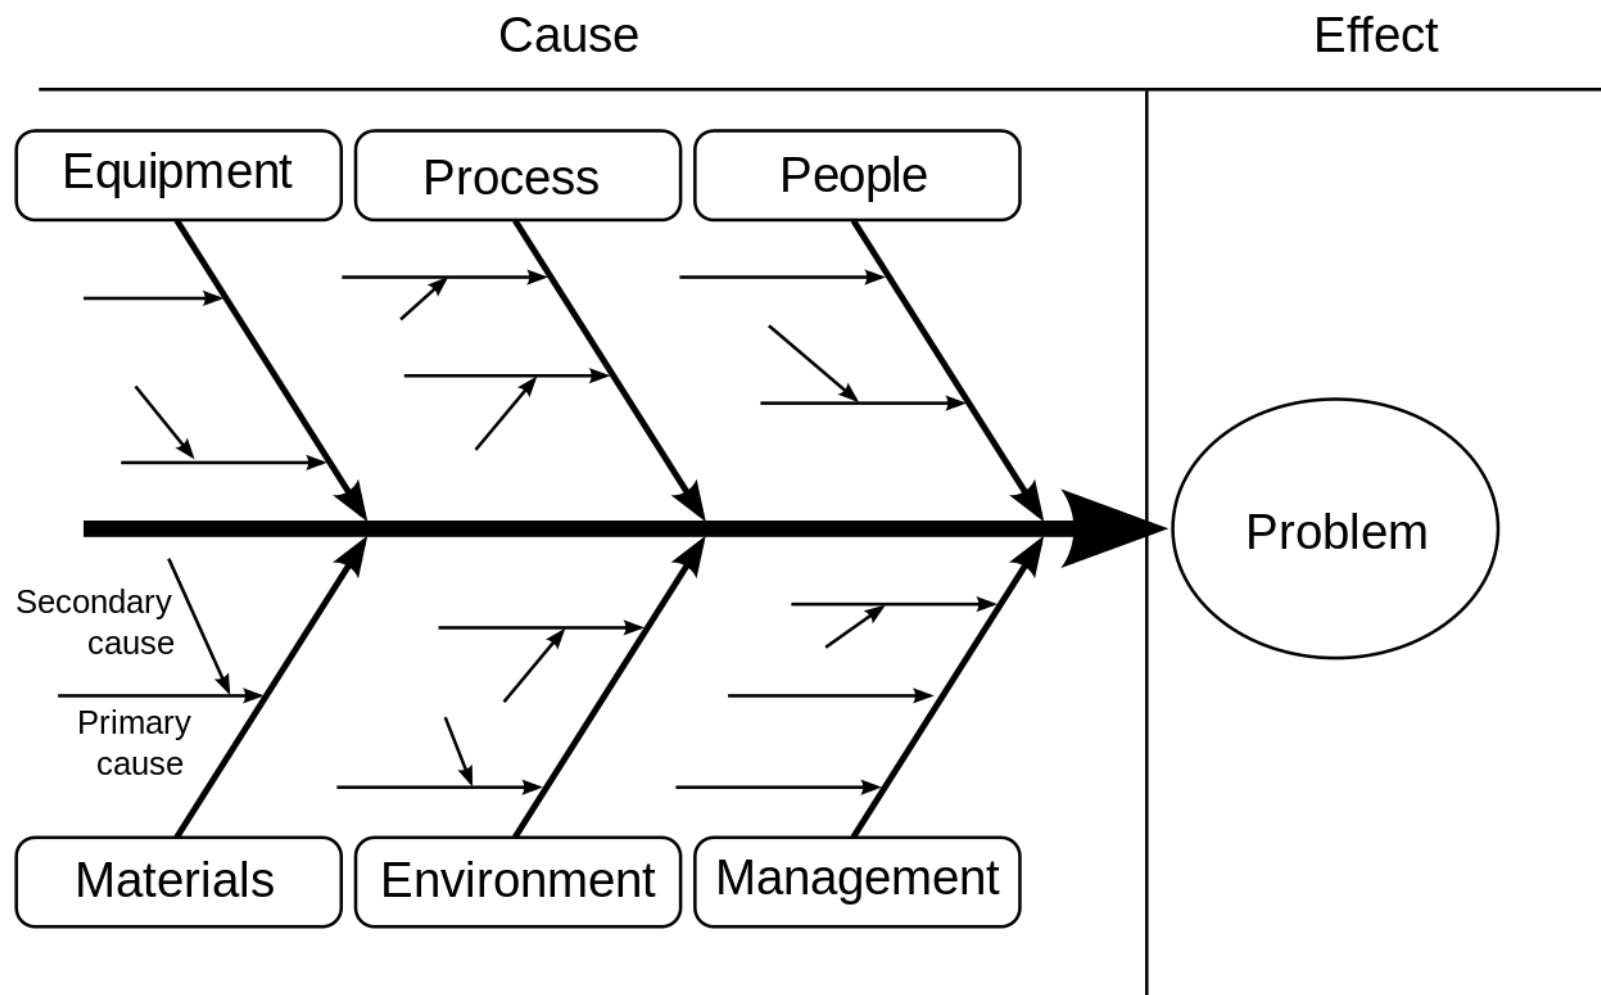 Cause
Effect
Equipment
Process
People
Problem
Secondary
cause
Primary
cause
Materials
Environment
Management